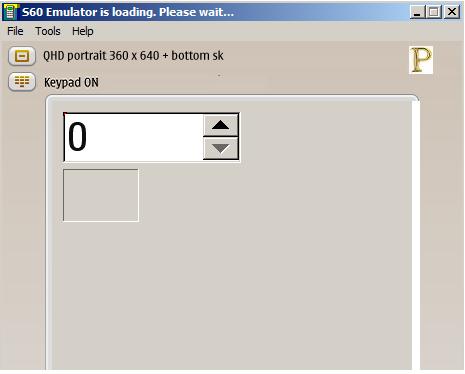 S60 Emulator is loading. Please wait...
File Tools Help
QHD portrait 360 x 640 + bottom sk
P
Keypad ON
0